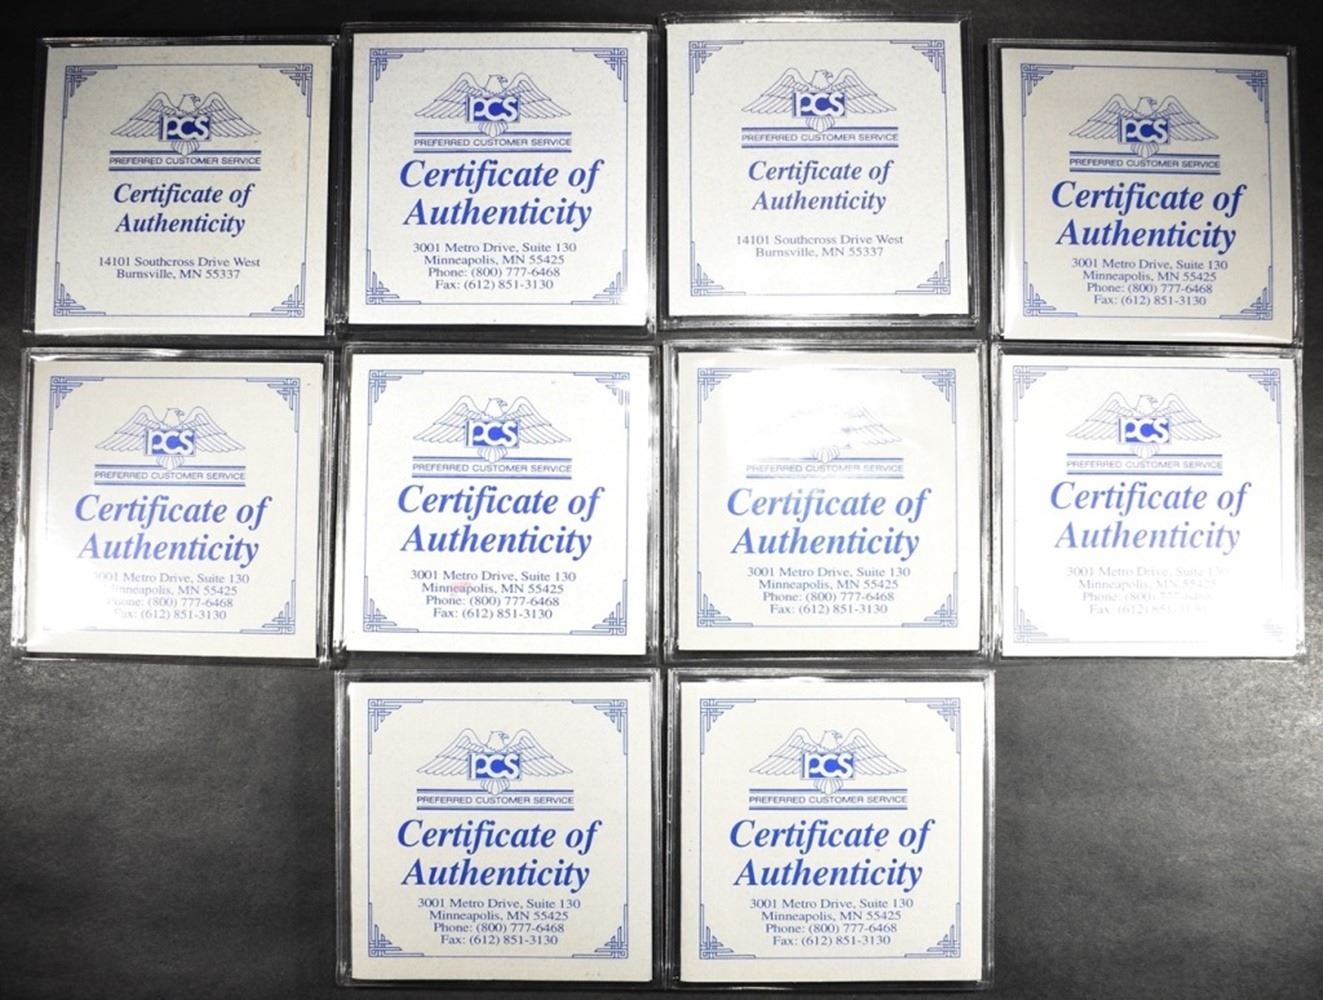 PCS
PREFERRED CUSTOMER SERVICE
Certificate of
Authenticity
14101 Southcross Drive West
Burnsville, MN 55337
PCS
PREFERRED CUSTOMER SERVICE
Certificate of
Authenticity
3001 Metro Drive, Suite 130
Minneapolis, MN 55425
Phone: (800) 777-6468
Fax: (612) 851-3130
PCS
PREFERRED CUSTOMER SERVICE
Certificate of
Authenticity
14101 Southcross Drive West
Burnsville, MN 55337
PCS
PREFERRED CUSTOMER SERVICE
Certificate of
Authenticity
3001 Metro Drive, Suite 130
Minneapolis, MN 55425
Phone: (800) 777-6468
Fax: (612) 851-3130
PCS
PREFERRED CUSTOMER SERVICE
Certificate of
Authenticity
3001 Metro Drive, Suite 130
Minneapolis, MN 55425
Phone: (800) 777-6468
Fax: (612) 851-3130
PCS
PREFERRED CUSTOMER SERVICE
Certificate of
Authenticity
3001 Metro Drive, Suite 130
Minneapolis, MN 55425
Phone: (800) 777-6468
Fax: (612) 851-3130
PREFERRED CUSTOMER SERVICE
Certificate of
Authenticity
3001 Metro Drive, Suite 130
Minneapolis, MN 55425
Phone: (800) 777-6468
Fax: (612) 851-3130
PCS
PREFERRED CUSTOMER SERVICE
Certificate of
Authenticity
3001 Metro Drive, Suite 130
Minneapolis, MN 55425
Phone: (800)
Fax: (612)
PCS
PREFERRED CUSTOMER SERVICE
Certificate of
Authenticity
3001 Metro Drive, Suite 130
Minneapolis, MN 55425
Phone: (800) 777-6468
Fax: (612) 851-3130
PCS
PREFERRED CUSTOMER SERVICE
Certificate of
Authenticity
3001 Metro Drive, Suite 130
Minneapolis, MN 55425
Phone: (800) 777-6468
Fax: (612) 851-3130